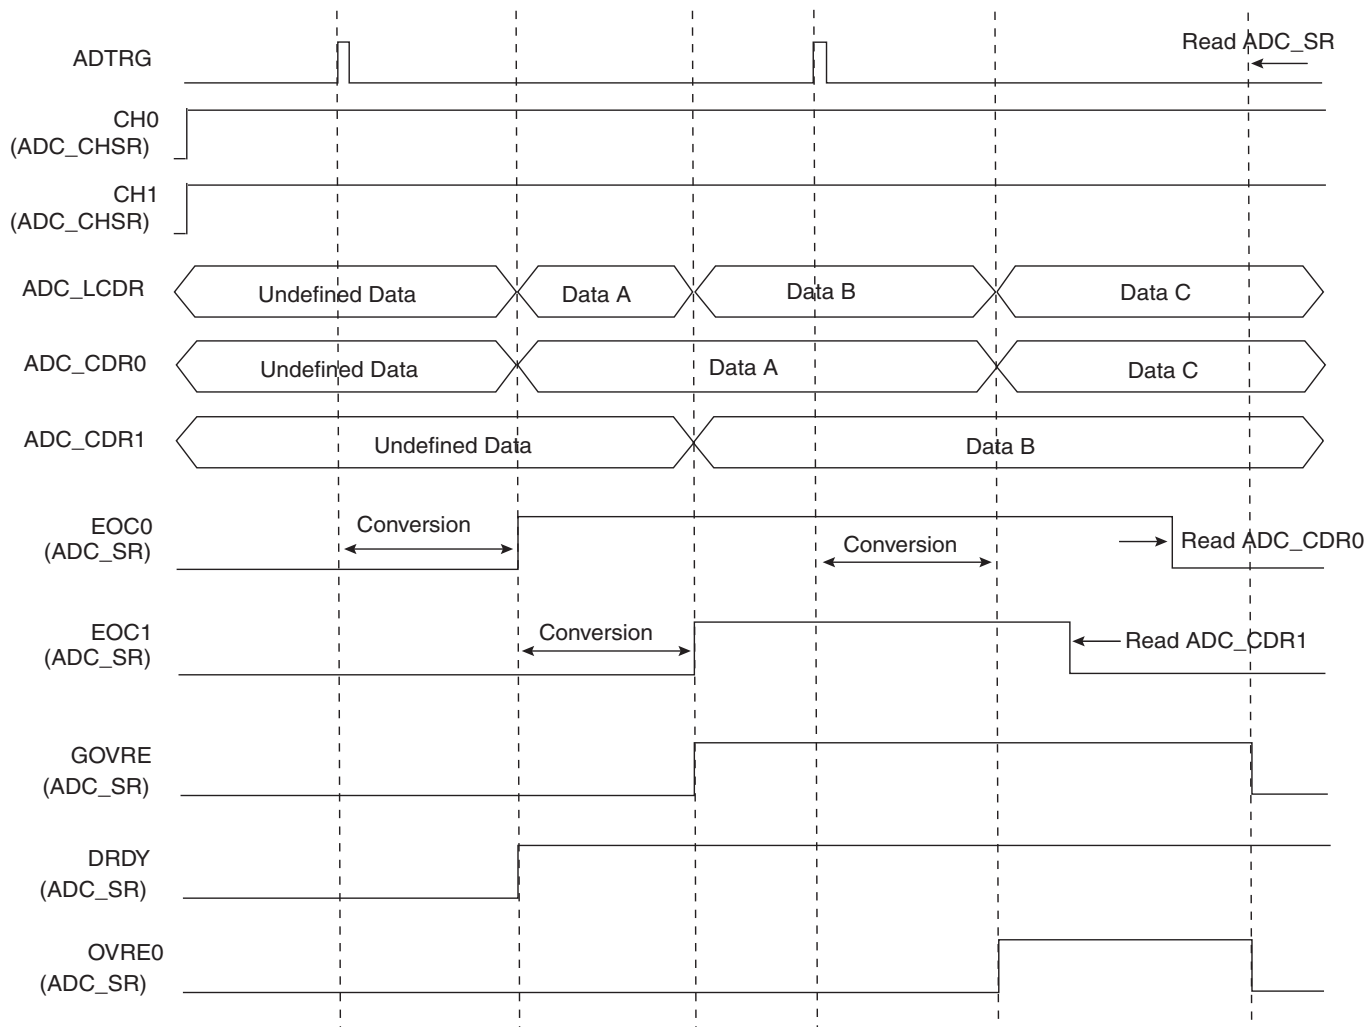 ADTRG
Read ADC_SR
CH0
(ADC_CHSR)
CH1
(ADC_CHSR)
ADC_LCDR
Undefined Data
Data A
Data B
Data C
ADC_CDR0
Undefined Data
Data A
Data C
ADC_CDR1
Undefined Data
Data B
EOC0
(ADC_SR)
Conversion
Conversion
Read ADC_CDR0
EOC1
(ADC_SR)
Conversion
Read ADC_CDR1
GOVRE
(ADC_SR)
DRDY
(ADC_SR)
OVRE0
(ADC_SR)